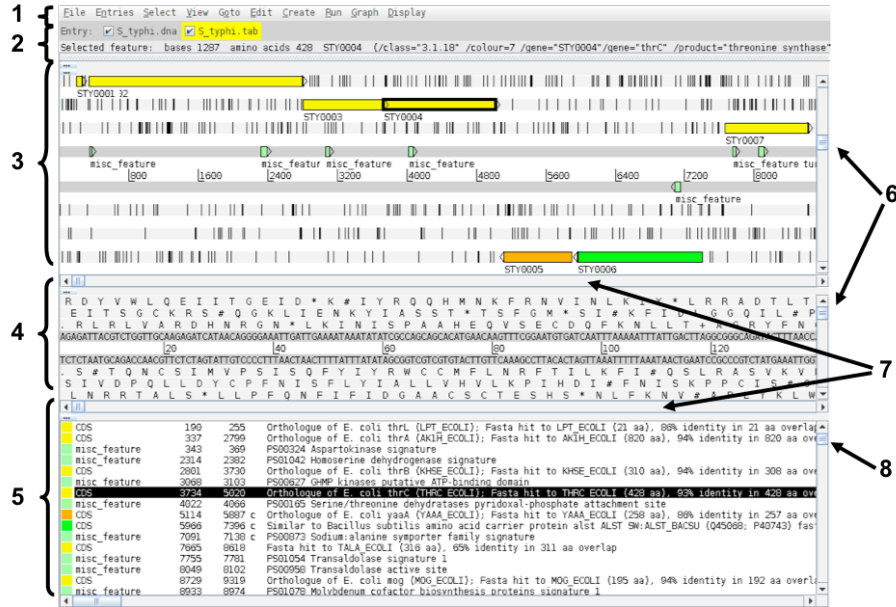 1
File Entries Select View Goto Edit Create Run Graph Display
Entry: S_typhi.dna S_typhi.tab
2
Selected feature: bases 1287 amino acids 428 STY0004 (/class="3.1.18" /colour=7 /gene="STY0004"/gene="thrC" /product="threonine synthase"
3
STY0001
STY0003 STY0004
STY0007
misc_feature misc_featur misc_feature misc_feature misc_feature
800 1600 2400 3200 4000 4800 5600 6400 7200 8000
misc_feature
STY0005 STY0006
6
4
R D Y V W L Q E I I T G E I D * K # I Y R Q Q H M N K F R N V I N L K I
L R R A D T L T
E I T S G C K R S # Q G K L I E N K Y I A S S T * T S F G M * S I # K F I D
G G Q I L
. R L R L V A R D H N R G N * L K I N I S P A A H E Q V S E C D Q F K N L L T
20 40 60 80 100 120
. S # T Q N C S I M V P S I S Q F Y I Y R W C C M F L N R F T I L K F I # Q S L R A S V K V
S I V D P Q L L D Y C P F N I S F L Y I A L L V H V L K P I H D I # F N I S K P P C I S
L N R R T A L S * L L P F Q N F I F I D G A A C S C T E S H S * N L F K N V
7
5
CDS 190 255 Orthologue of E. coli thrL (LPT_ECOLI); Fasta hit to LPT_ECOLI (21 aa), 86% identity in 21 aa overlap
CDS 337 2799 Orthologue of E. coli thrA (AK1H_ECOLI); Fasta hit to AK1H_ECOLI (820 aa), 94% identity in 820 aa ove
misc_feature 343 369 PS00324 Aspartokinase signature
misc_feature 2314 2382 PS01042 Homoserine dehydrogenase signature
CDS 2801 3730 Orthologue of E. coli thrB (KHSE_ECOLI); Fasta hit to KHSE_ECOLI (310 aa), 94% identity in 308 aa ove
misc_feature 3068 3103 PS00627 GHMP kinases putative ATP-binding domain
CDS 3734 5020 Orthologue of E. coli thrC (THRC_ECOLI); Fasta hit to THRC_ECOLI (428 aa), 93% identity in 428 aa ove
misc_feature 4022 4066 PS00165 Serine/threonine dehydratases pyridoxal-phosphate attachment site
CDS 5114 5887 c Orthologue of E. coli yaaA (YAAA_ECOLI); Fasta hit to YAAA_ECOLI (258 aa), 86% identity in 257 aa ove
CDS 5966 7396 c Similar to Bacillus subtilis amino acid carrier protein alst ALST SW:ALST_BACSU (Q45068; P40743) fast
misc_feature 7091 7138 c PS00873 Sodium:alanine symporter family signature
CDS 7665 8618 Fasta hit to TALA_ECOLI (316 aa), 65% identity in 311 aa overlap
misc_feature 7755 7781 PS01054 Transaldolase signature 1
misc_feature 8049 8102 PS00958 Transaldolase active site
CDS 8729 9319 Orthologue of E. coli mog (MOG_ECOLI); Fasta hit to MOG_ECOLI (195 aa), 94% identity in 192 aa overla
misc_feature 8933 8974 PS01078 Molybdenum cofactor biosynthesis proteins signature 1
8